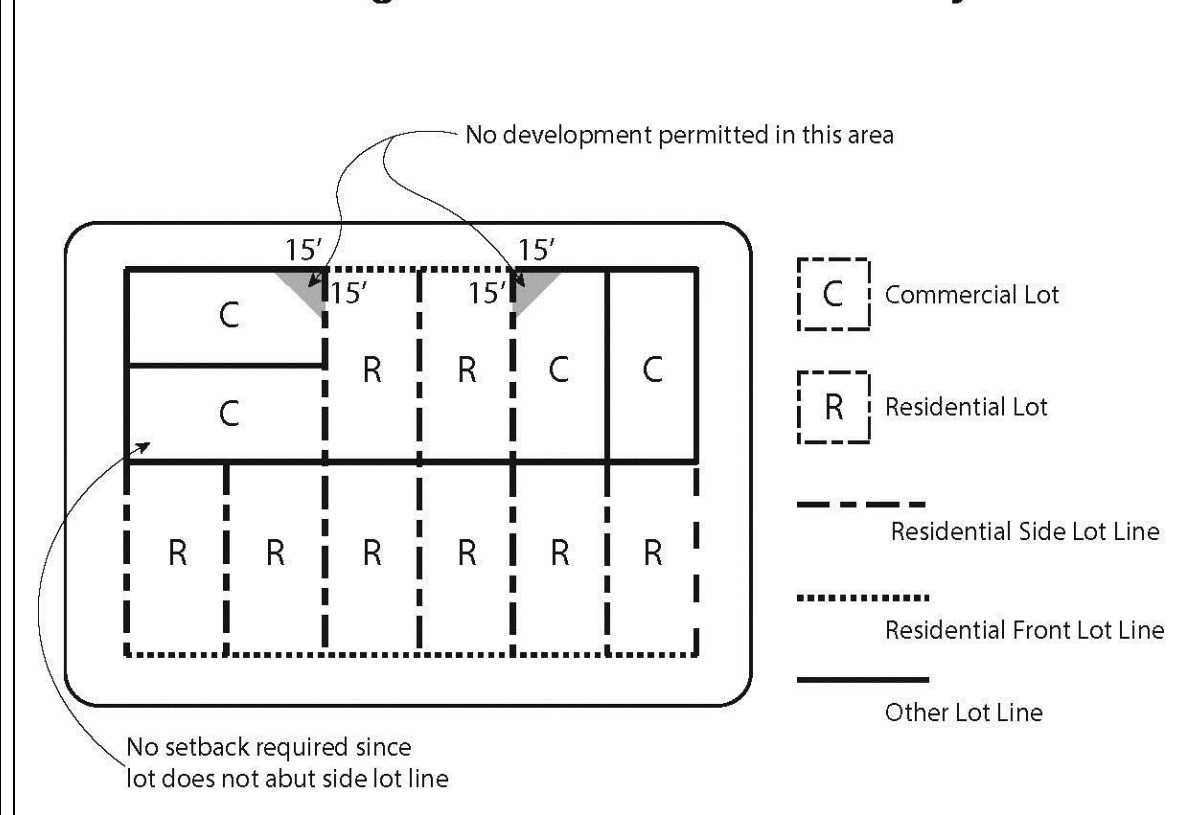 No development permitted in this area
15’ 15’
15’ 15’
C
C
R R C C
C
R R R R R R
C Commercial Lot
R Residential Lot
Residential Side Lot Line
Residential Front Lot Line
Other Lot Line
No setback required since
lot does not abut side lot line